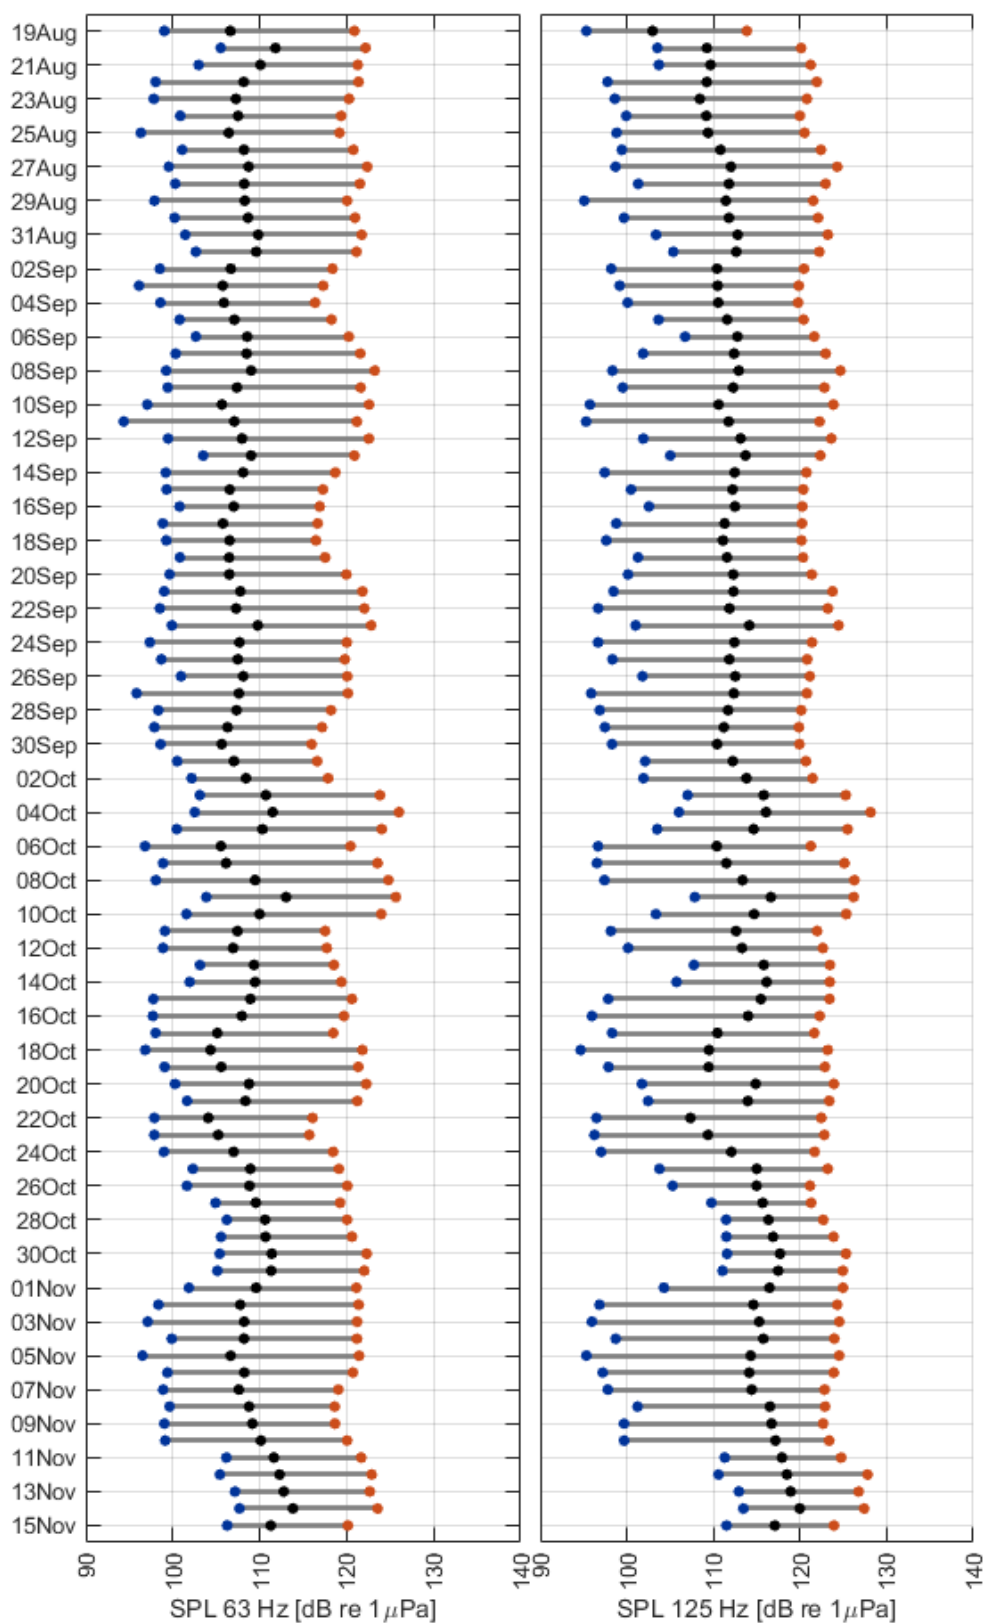 19Aug
21Aug
23Aug
25Aug
27Aug
29Aug
31Aug
02Sep
04Sep
06Sep
08Sep
10Sep
12Sep
14Sep
16Sep
18Sep
20Sep
22Sep
24Sep
26Sep
28Sep
30Sep
02Oct
04Oct
06Oct
08Oct
10Oct
12Oct
14Oct
16Oct
18Oct
20Oct
22Oct
24Oct
26Oct
28Oct
30Oct
01Nov
03Nov
05Nov
07Nov
09Nov
11Nov
13Nov
15Nov
90 100 110 120 130 140 90 100 110 120 130 140
SPL 63 Hz [dB re 1μPa] SPL 125 Hz [dB re 1μPa]